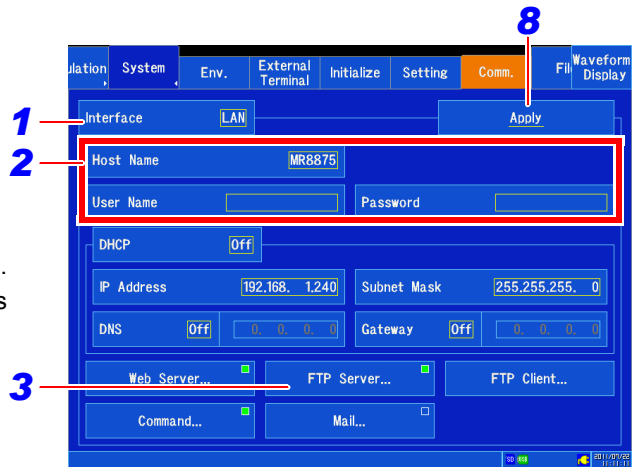 8
ulation System Env. External Terminal Initialize Setting Comm. Fil Waveform Display
1 Interface LAN Apply
2 Host Name MR8875
User Name Password
DHCP Off
.
IP Address 192.168. 1.240 Subnet Mask 255.255.255. 0
s
DNS Off 0. 0. 0. 0 Gateway Off 0. 0. 0. 0
Web Server... FTP Server... FTP Client...
3
Command... Mail...
SD